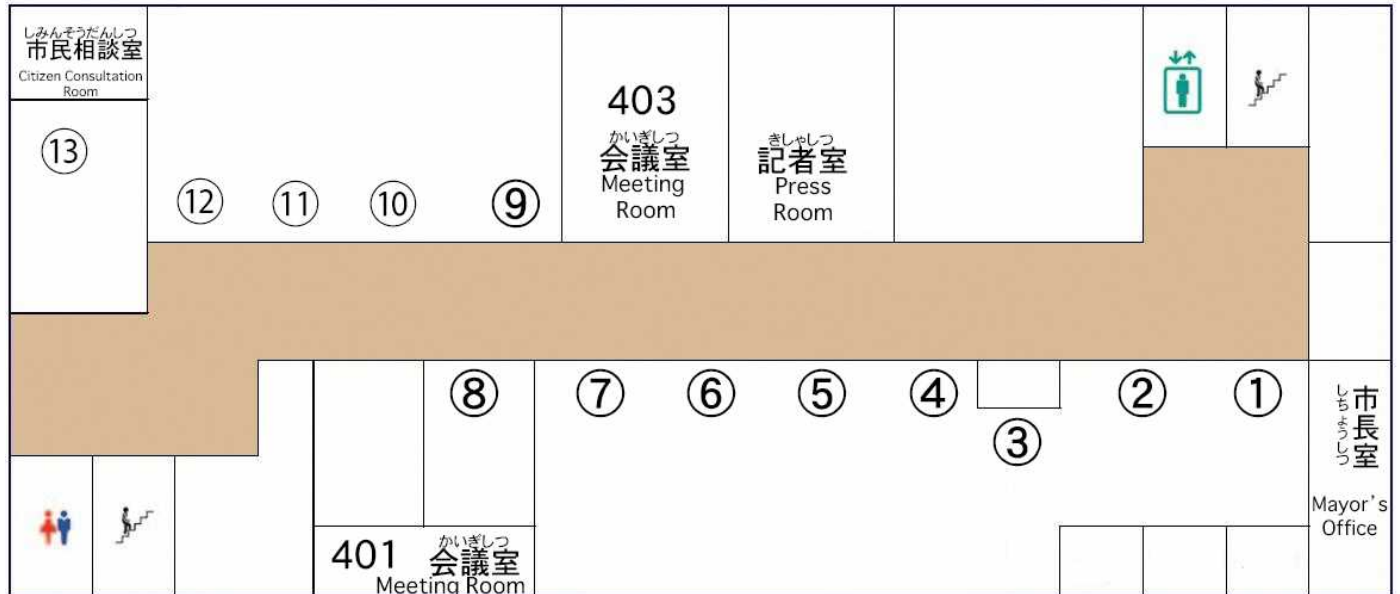 しみんそうだんしつ
市民相談室
Citizen Consultation
Room
⑬
⑫ ⑪ ⑩ ⑨
403
かいぎしつ
会議室
Meeting
Room
きしゃしつ
記者室
Press
Room
⑧ ⑦ ⑥ ⑤ ④ ③ ② ①
しちょうしつ
市長室
Mayor's
Office
401 かいぎしつ
会議室
Meeting Room